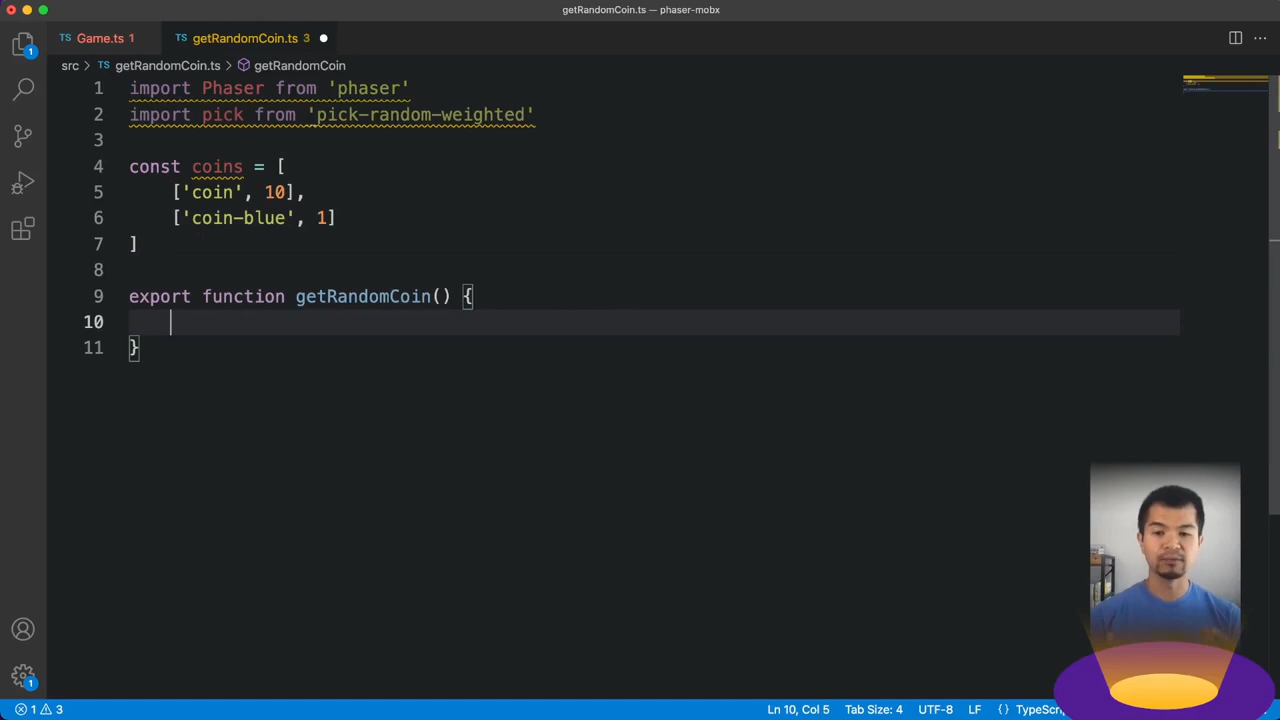 getRandomCoin.ts — phaser-mobx
TS Game.ts 1
TS getRandomCoin.ts 3
src > TS getRandomCoin.ts > getRandomCoin
1 import Phaser from 'phaser'
2 import pick from 'pick-random-weighted'
3
4 const coins = [
5 ['coin', 10],
6 ['coin-blue', 1]
7 ]
8
9 export function getRandomCoin() {
10
11 }
1
1
1 3
Ln 10, Col 5 Tab Size: 4 UTF-8 LF {}